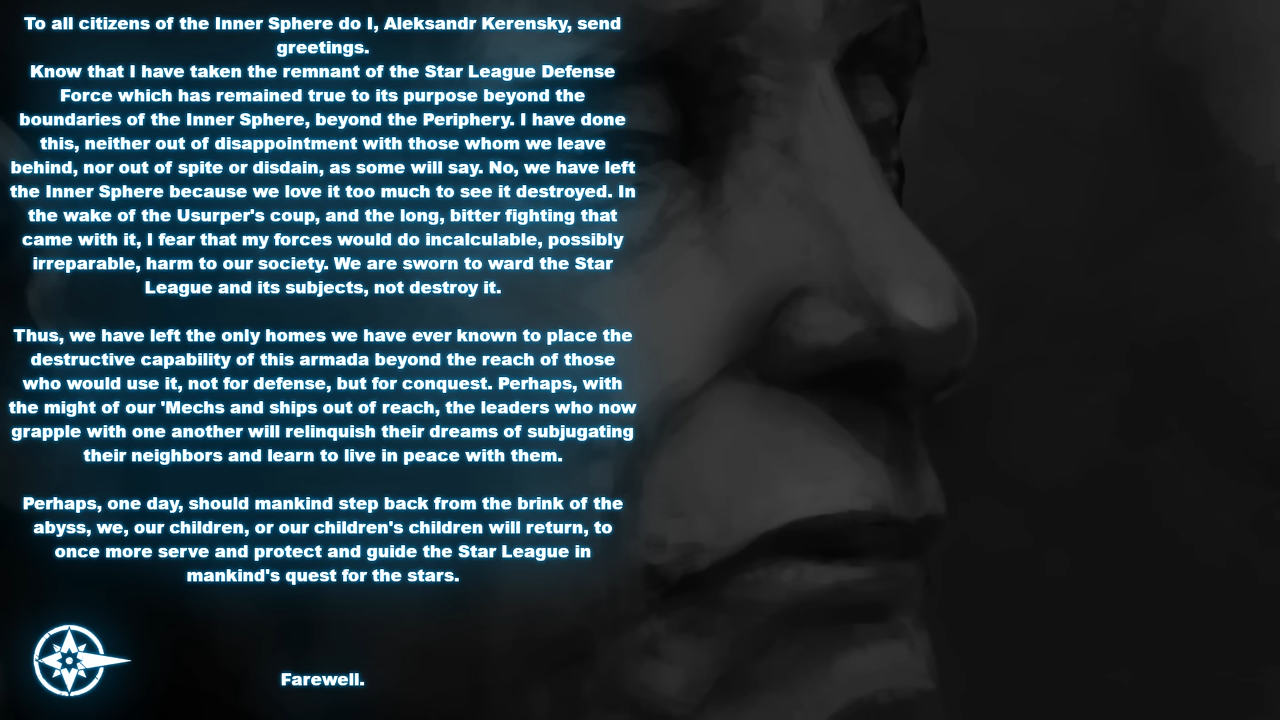 To all citizens of the Inner Sphere do I, Aleksandr Kerensky, send
greetings.
Know that I have taken the remnant of the Star League Defense
Force which has remained true to its purpose beyond the
boundaries of the Inner Sphere, beyond the Periphery. I have done
this, neither out of disappointment with those whom we leave
behind, nor out of spite or disdain, as some will say. No, we have left
the Inner Sphere because we love it too much to see it destroyed. In
the wake of the Usurper's coup, and the long, bitter fighting that
came with it, I fear that my forces would do incalculable, possibly
irreparable, harm to our society. We are sworn to ward the Star
League and its subjects, not destroy it.
Thus, we have left the only homes we have ever known to place the
destructive capability of this armada beyond the reach of those
who would use it, not for defense, but for conquest. Perhaps, with
the might of our 'Mechs and ships out of reach, the leaders who now
grapple with one another will relinquish their dreams of subjugating
their neighbors and learn to live in peace with them.
Perhaps, one day, should mankind step back from the brink of the
abyss, we, our children, or our children's children will return, to
once more serve and protect and guide the Star League in
mankind's quest for the stars.
Farewell.